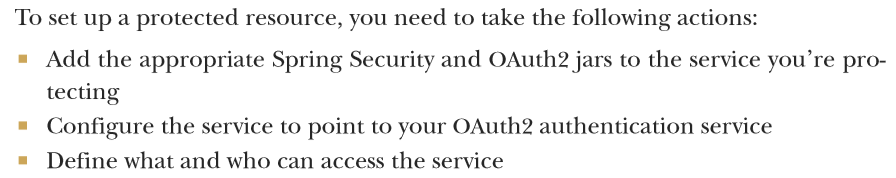 To set up a protected resource, you need to take the following actions:
■ Add the appropriate Spring Security and OAuth2 jars to the service you’re pro-
tecting
■ Configure the service to point to your OAuth2 authentication service
■ Define what and who can access the service